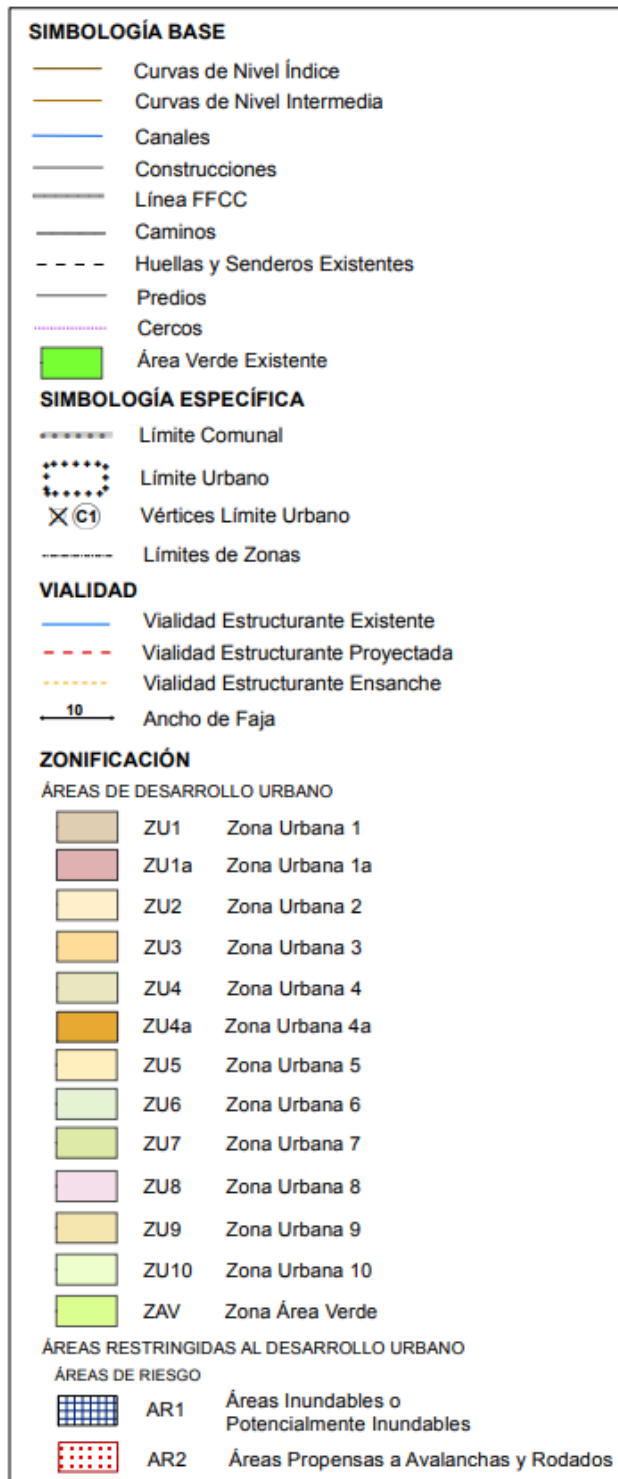 SIMBOLOGÍA BASE
Curvas de Nivel Índice
Curvas de Nivel Intermedia
Canales
Construcciones
Línea FFCC
Caminos
Huellas y Senderos Existentes
Predios
Cercos
Área Verde Existente
SIMBOLOGÍA ESPECÍFICA
Límite Comunal
Límite Urbano
C1 Vértices Límite Urbano
Límites de Zonas
VIALIDAD
Vialidad Estructurante Existente
Vialidad Estructurante Proyectada
Vialidad Estructurante Ensanche
10 Ancho de Faja
ZONIFICACIÓN
ÁREAS DE DESARROLLO URBANO
ZU1 Zona Urbana 1
ZU1a Zona Urbana 1a
ZU2 Zona Urbana 2
ZU3 Zona Urbana 3
ZU4 Zona Urbana 4
ZU4a Zona Urbana 4a
ZU5 Zona Urbana 5
ZU6 Zona Urbana 6
ZU7 Zona Urbana 7
ZU8 Zona Urbana 8
ZU9 Zona Urbana 9
ZU10 Zona Urbana 10
ZAV Zona Área Verde
ÁREAS RESTRINGIDAS AL DESARROLLO URBANO
ÁREAS DE RIESGO
AR1 Áreas Inundables o
Potencialmente Inundables
AR2 Áreas Propensas a Avalanchas y Rodados